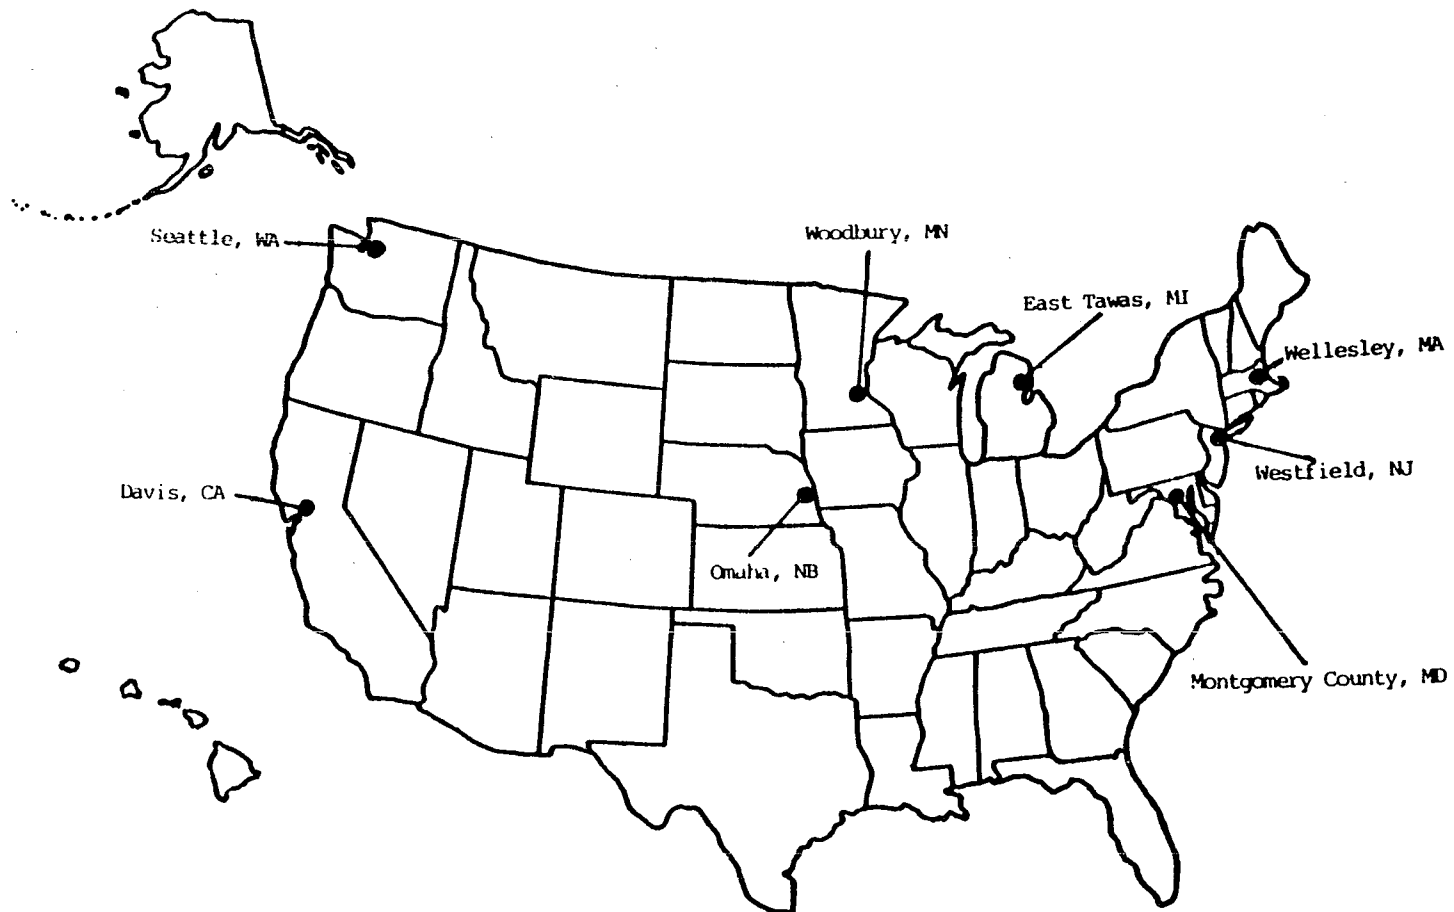 Seattle, WA
Woodbury, MN
East Tawas, MI
Wellesley, MA
Westfield, NJ
Davis, CA
Omaha, NB
Montgomery County, MD